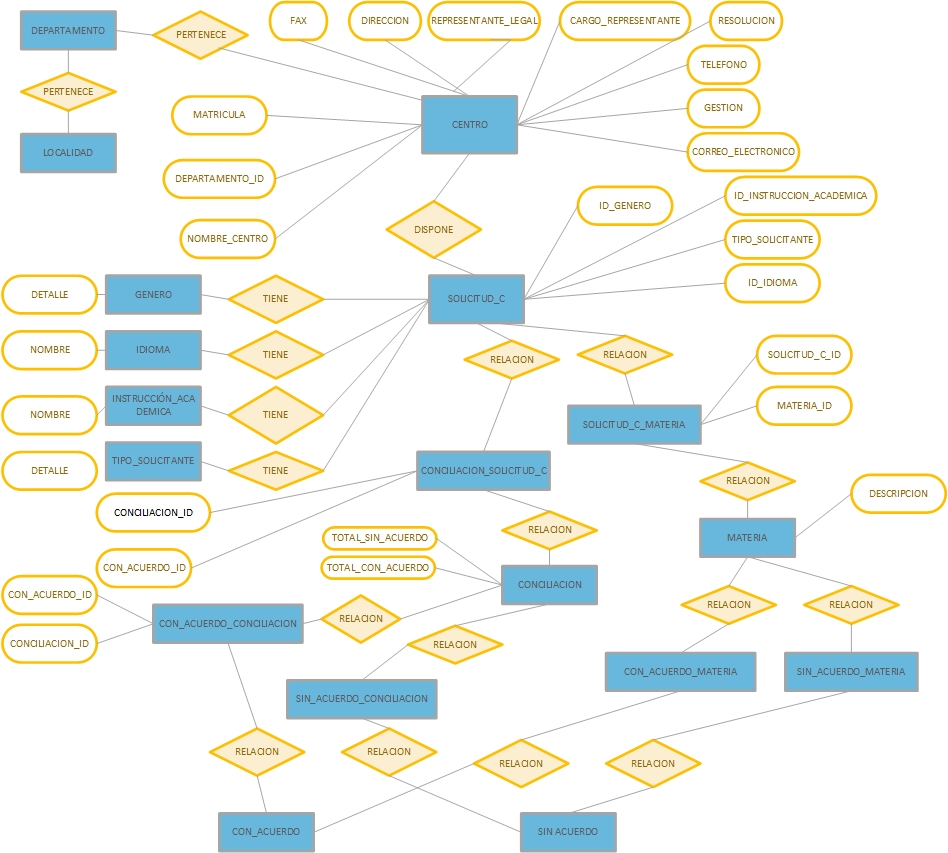 FAX
DIRECCION
REPRESENTANTE_LEGAL
CARGO_REPRESENTANTE
RESOLUCION
DEPARTAMENTO
PERTENECE
TELEFONO
PERTENECE
GESTION
MATRICULA
CENTRO
LOCALIDAD
CORREO_ELECTRONICO
DEPARTAMENTO_ID
ID_INSTRUCCION_ACADEMICA
ID_GENERO
DISPONE
NOMBRE_CENTRO
TIPO_SOLICITANTE
ID_IDIOMA
DETALLE
GENERO
TIENE
SOLICITUD_C
NOMBRE
IDIOMA
TIENE
RELACION
RELACION
SOLICITUD_C_ID
INSTRUCCIÓN_ACA
DEMICA
NOMBRE
TIENE
MATERIA_ID
SOLICITUD_C_MATERIA
DETALLE
TIPO_SOLICITANTE
TIENE
CONCILIACION_SOLICITUD_C
RELACION
DESCRIPCION
CONCILIACION_ID
RELACION
TOTAL_SIN_ACUERDO
MATERIA
CON_ACUERDO_ID
TOTAL_CON_ACUERDO
CONCILIACION
CON_ACUERDO_ID
RELACION
RELACION
RELACION
CON_ACUERDO_CONCILIACION
CONCILIACION_ID
RELACION
CON_ACUERDO_MATERIA
SIN_ACUERDO_MATERIA
SIN_ACUERDO_CONCILIACION
RELACION
RELACION
RELACION
RELACION
CON_ACUERDO
SIN ACUERDO